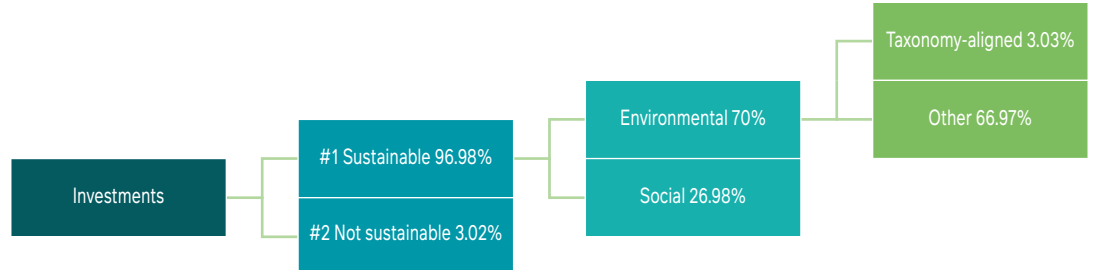 Investments
#1 Sustainable 96.98%
#2 Not sustainable 3.02%
Environmental 70%
Social 26.98%
Taxonomy-aligned 3.03%
Other 66.97%